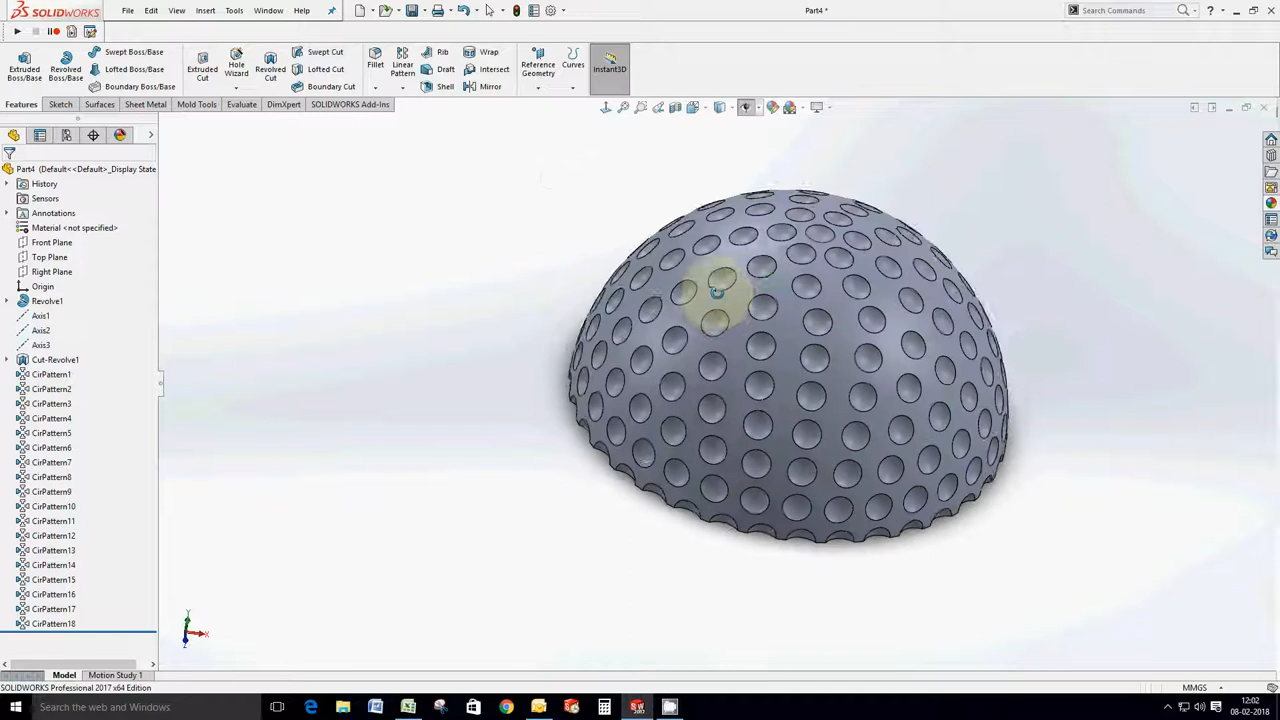 SOLIDWORKS File Edit View Insert Tools Window Help Part4 * Search Commands ?
Extruded Boss/Base Revolved Boss/Base Swept Boss/Base Lofted Boss/Base Boundary Boss/Base Extruded Cut Hole Wizard Revolved Cut Swept Cut Lofted Cut Boundary Cut Fillet Linear Pattern Rib Draft Shell Wrap Intersect Mirror Reference Geometry Curves Instant3D
Features Sketch Surfaces Sheet Metal Mold Tools Evaluate DimXpert SOLIDWORKS Add-Ins
Part4 (Default<<Default>_Display State
History
Sensors
Annotations
Material <not specified>
Front Plane
Top Plane
Right Plane
Origin
Revolve1
Axis1
Axis2
Axis3
Cut-Revolve1
CirPattern1
CirPattern2
CirPattern3
CirPattern4
CirPattern5
CirPattern6
CirPattern7
CirPattern8
CirPattern9
CirPattern10
CirPattern11
CirPattern12
CirPattern13
CirPattern14
CirPattern15
CirPattern16
CirPattern17
CirPattern18
Y
X
Z
Model Motion Study 1
SOLIDWORKS Professional 2017 x64 Edition MMGS
Search the web and Windows 12:02
08-02-2018